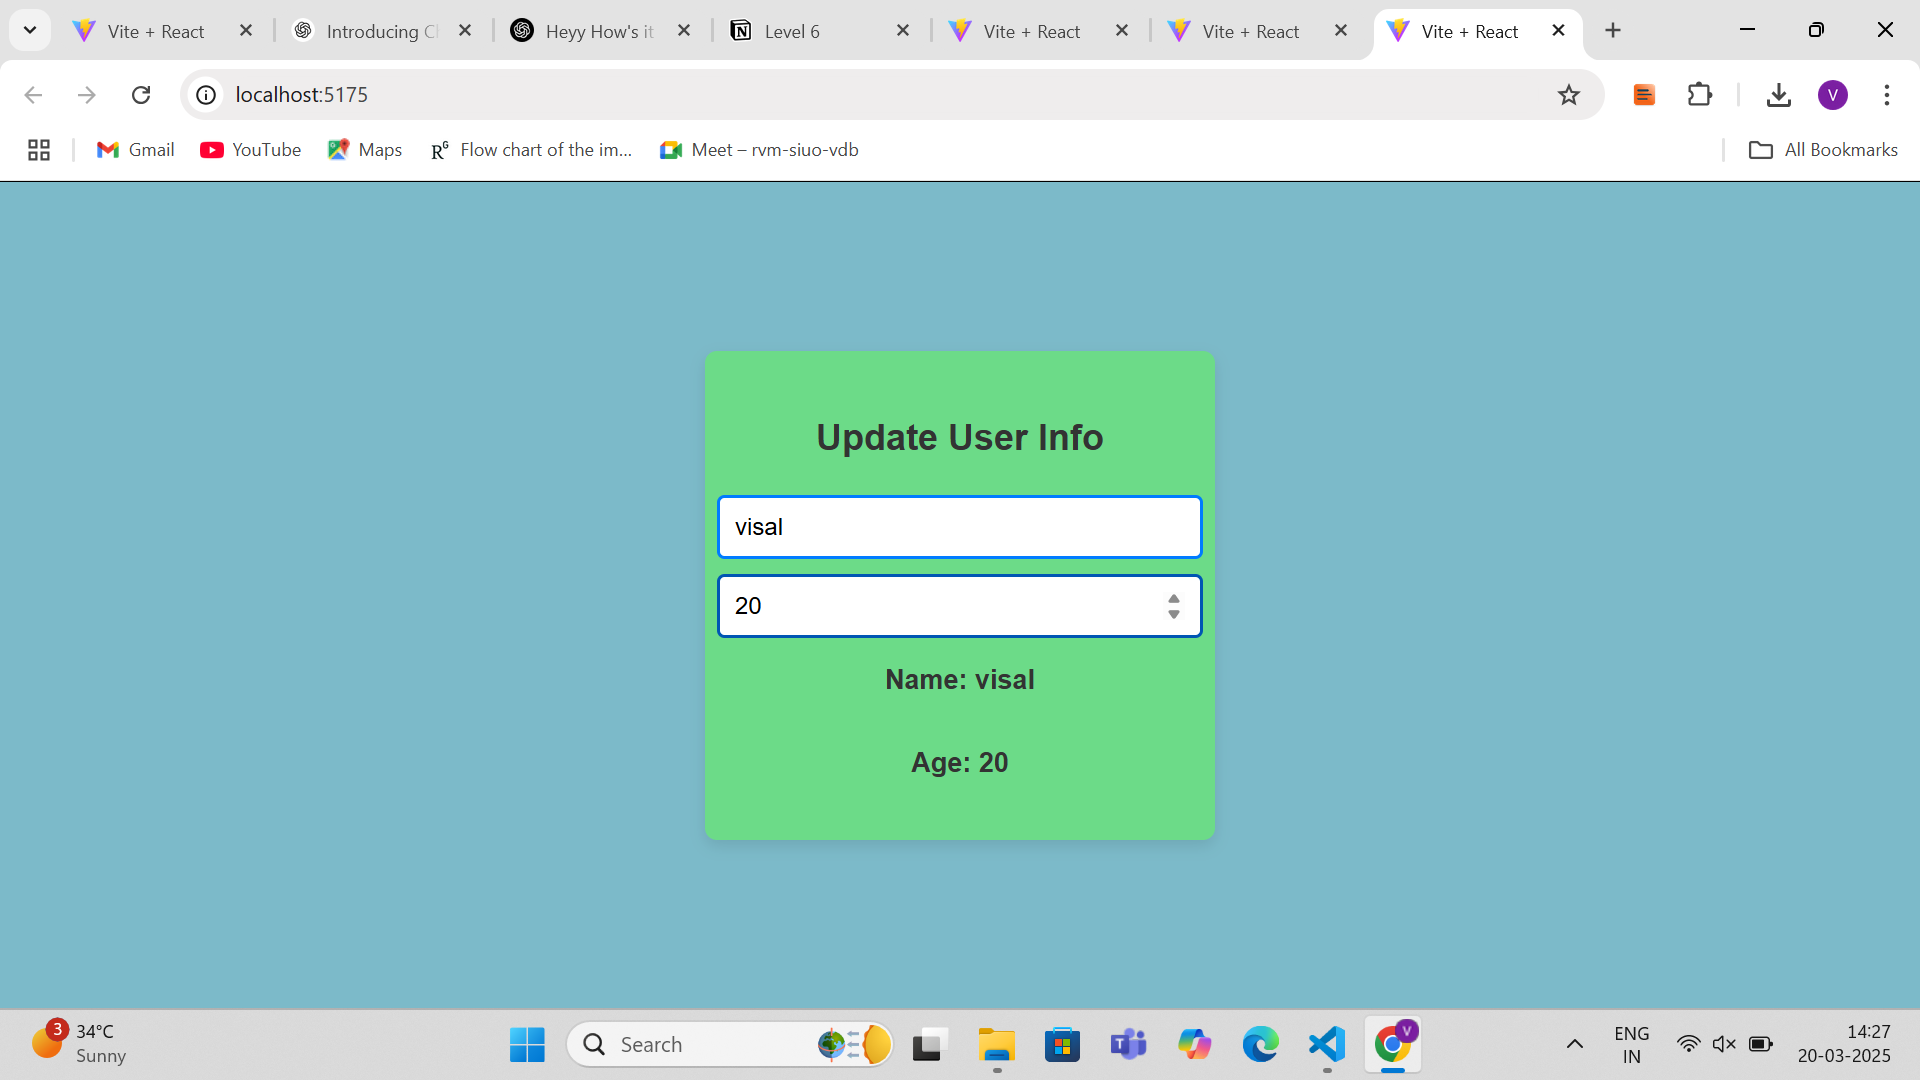 Vite + React
Introducing Ch
Heyy How's it
Level 6
Vite + React
Vite + React
Vite + React
localhost:5175
V
Gmail
YouTube
Maps
RG Flow chart of the im...
Meet – rvm-siuo-vdb
All Bookmarks
Update User Info
visal
20
Name: visal
Age: 20
3
34°C
Sunny
Search
T
V
ENG
IN
14:27
20-03-2025